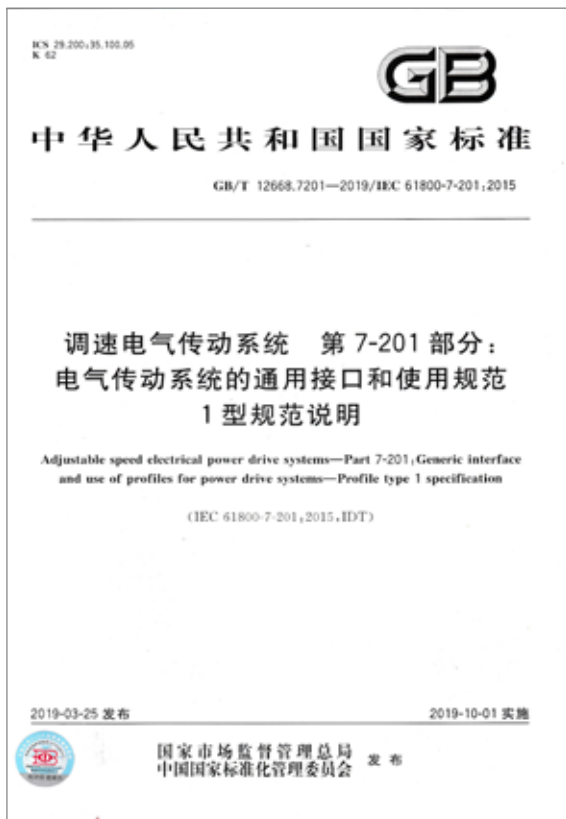 ICS 29.200;35.100.05
K 62
GB
中华人民共和国国家标准
GB/T 12668.7201—2019/IEC 61800-7-201:2015
调速电气传动系统　第7-201部分：
电气传动系统的通用接口和使用规范
1型规范说明
Adjustable speed electrical power drive systems—Part 7-201:Generic interface
and use of profiles for power drive systems—Profile type 1 specification
(IEC 61800-7-201:2015,IDT)
2019-03-25 发布
2019-10-01 实施
国家市场监督管理总局
中国国家标准化管理委员会
发布